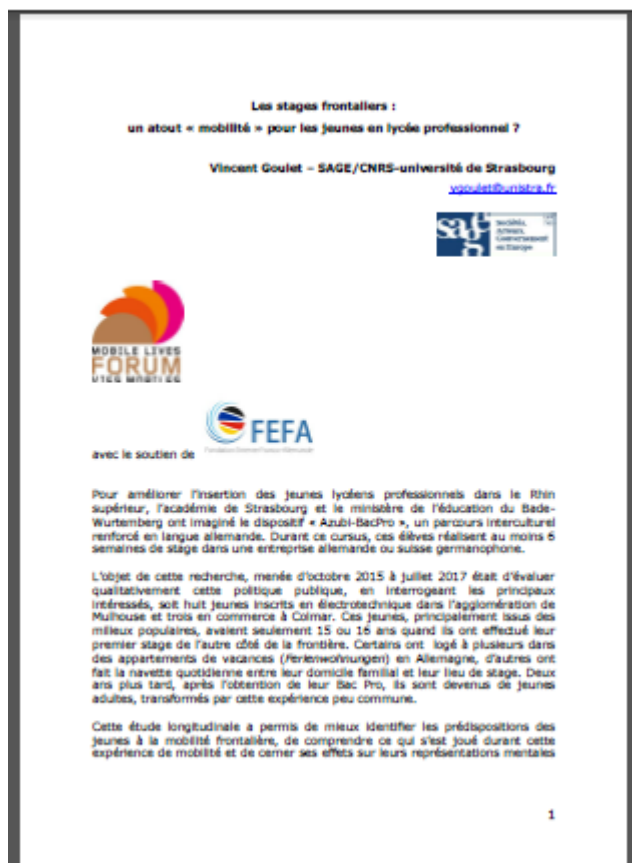 Les stages frontaliers :
un atout « mobilité » pour les jeunes en lycée professionnel ?
Vincent Goulet – SAGE/CNRS-université de Strasbourg
vgoulet@unistra.fr
sage
Sociétés,
Acteurs,
Gouvernement
en Europe
MOBILE LIVES
FORUM
VIES MOBILES
FEFA
avec le soutien de
Pour améliorer l'insertion des jeunes lycéens professionnels dans le Rhin
supérieur, l'académie de Strasbourg et le ministère de l'éducation du Bade-
Wurtemberg ont imaginé le dispositif « Azubi-BacPro », un parcours interculturel
renforcé en langue allemande. Durant ce cursus, ces élèves réalisent au moins 6
semaines de stage dans une entreprise allemande ou suisse germanophone.
L'objet de cette recherche, menée d'octobre 2015 à juillet 2017 était d'évaluer
qualitativement cette politique publique, en interrogeant les principaux
intéressés, soit huit jeunes inscrits en électrotechnique dans l'agglomération de
Mulhouse et trois en commerce à Colmar. Ces jeunes, principalement issus des
milieux populaires, avaient seulement 15 ou 16 ans quand ils ont effectué leur
premier stage de l'autre côté de la frontière. Certains ont logé à plusieurs dans
des appartements de vacances (Ferienwohnungen) en Allemagne, d'autres ont
fait la navette quotidienne entre leur domicile familial et leur lieu de stage. Deux
ans plus tard, après l'obtention de leur Bac Pro, ils sont devenus de jeunes
adultes, transformés par cette expérience peu commune.
Cette étude longitudinale a permis de mieux identifier les prédispositions des
jeunes à la mobilité frontalière, de comprendre ce qui s'est joué durant cette
expérience de mobilité et de cerner ses effets sur leurs représentations mentales
1